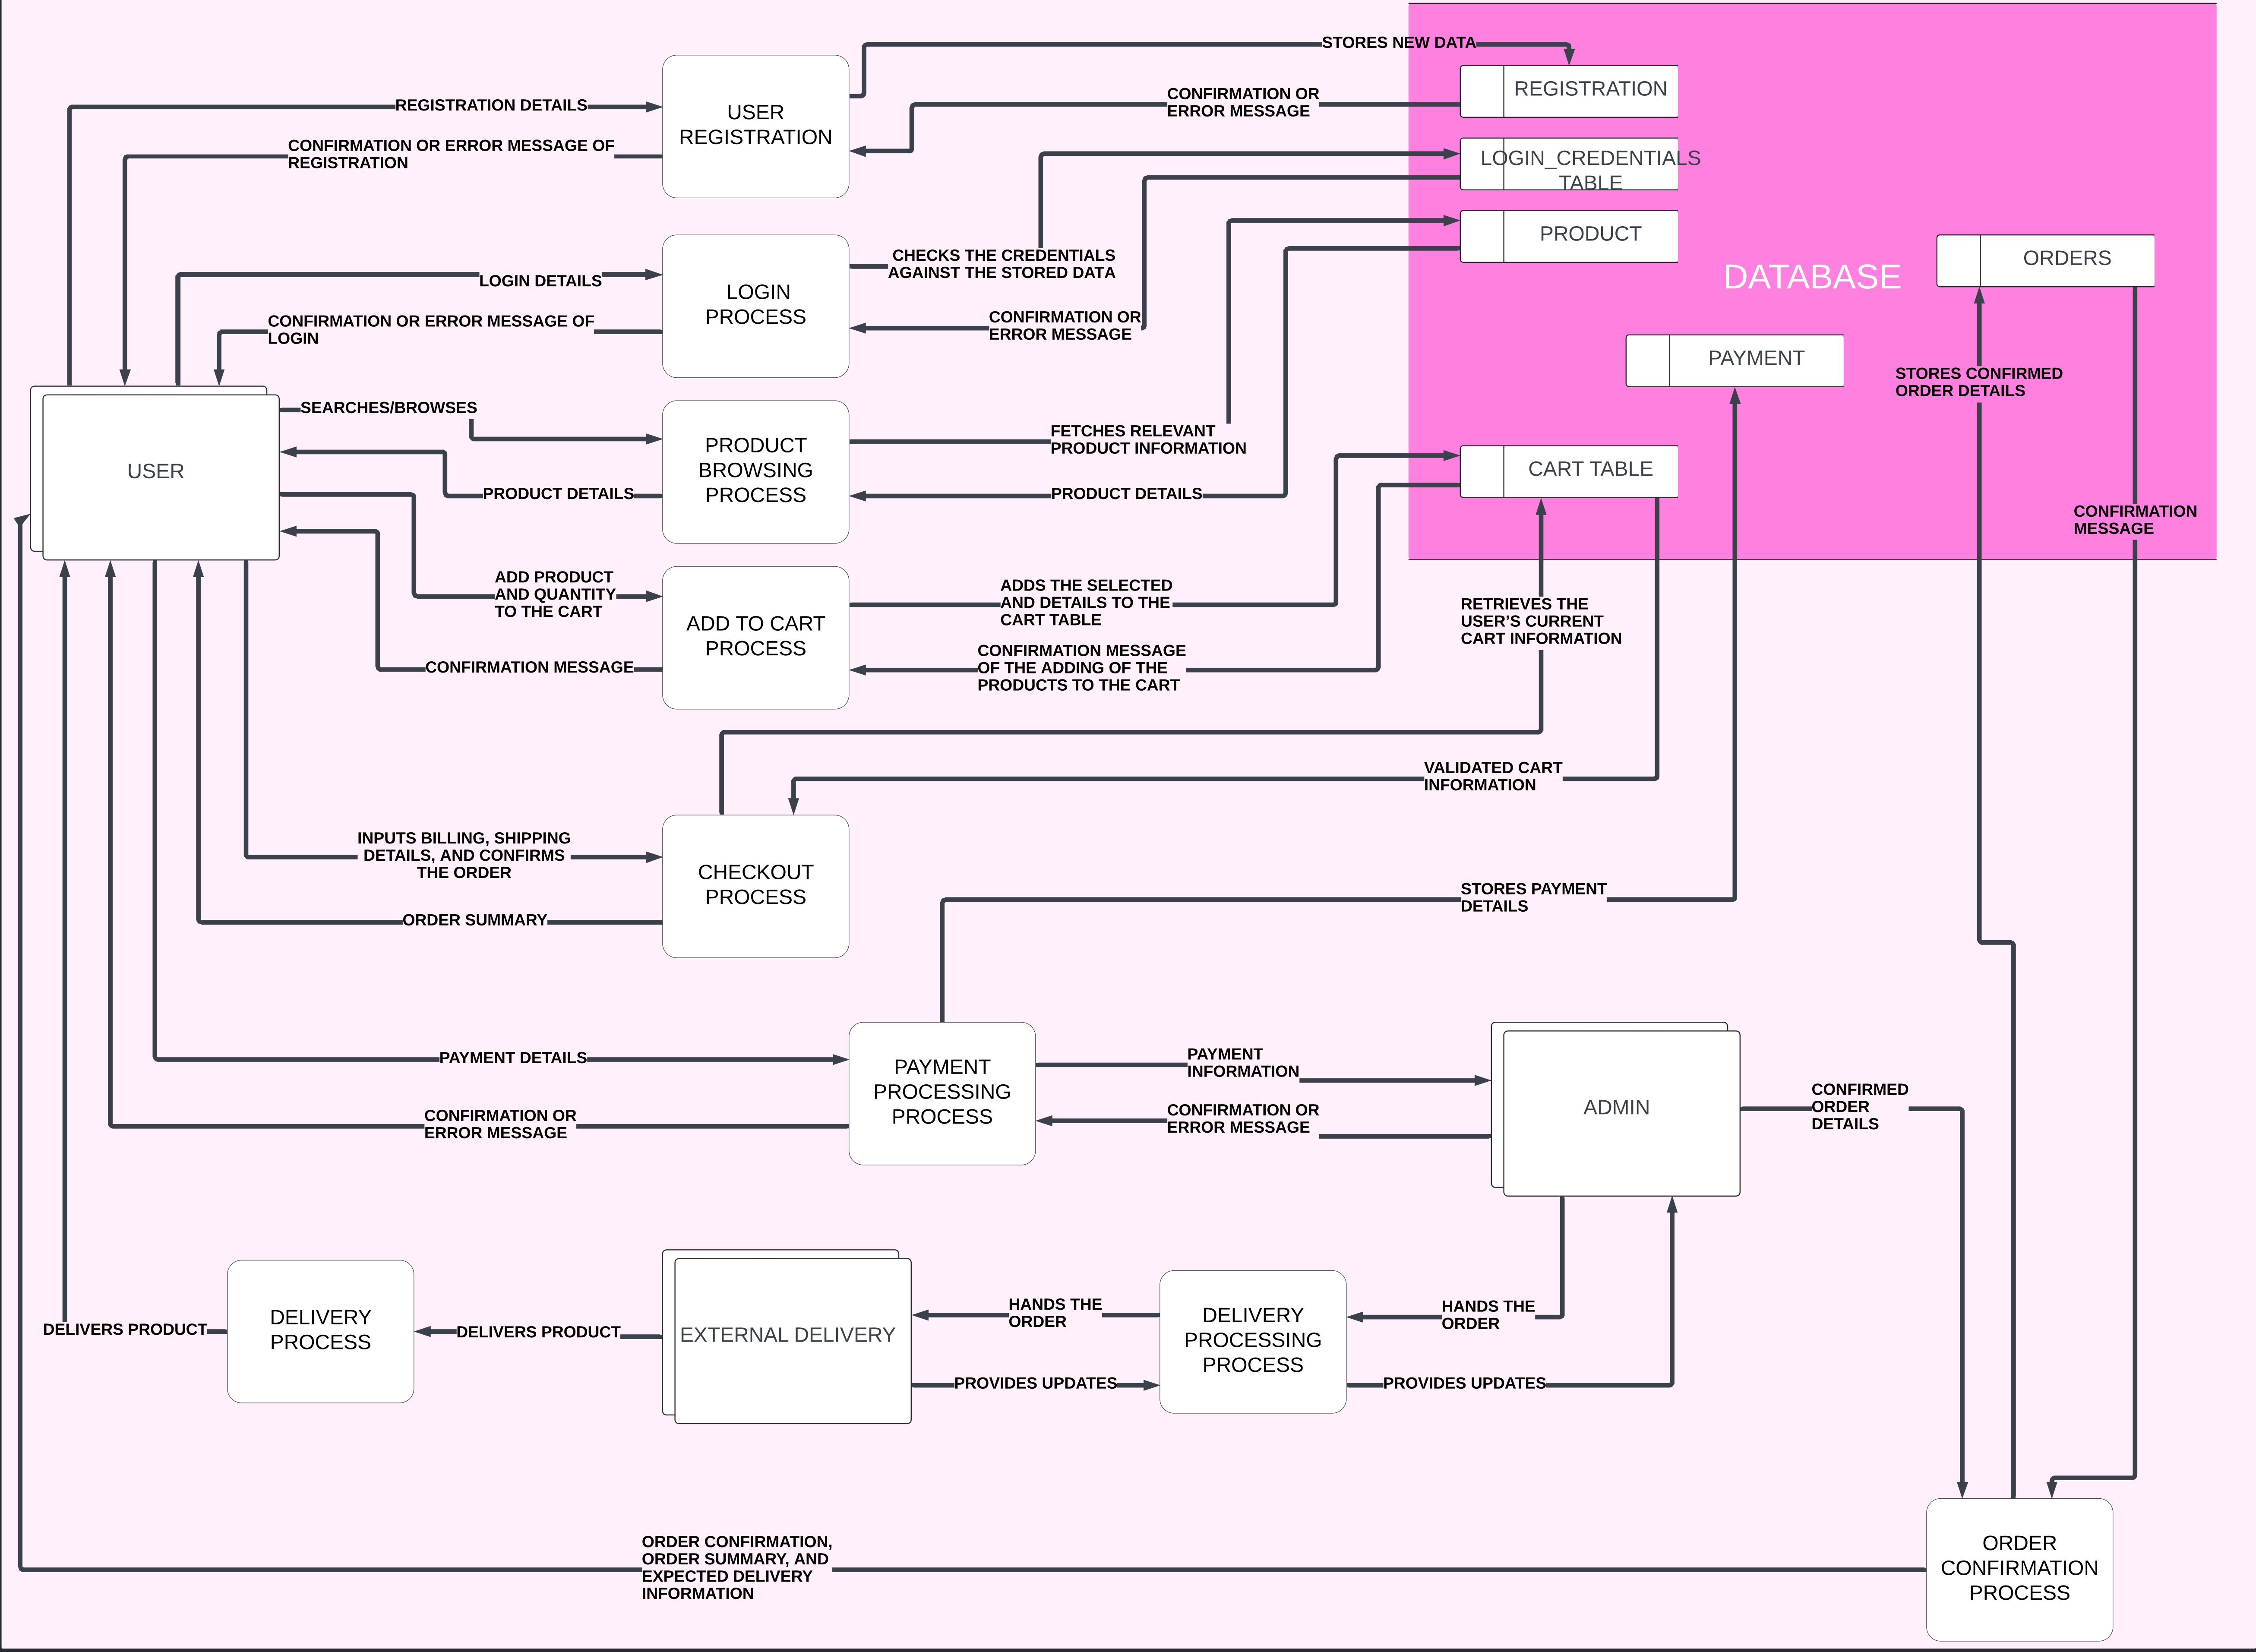 STORES NEW DATA
REGISTRATION
USER
REGISTRATION
REGISTRATION DETAILS
CONFIRMATION OR
ERROR MESSAGE
CONFIRMATION OR ERROR MESSAGE OF
REGISTRATION
LOGIN_CREDENTIALS
TABLE
PRODUCT
DATABASE
ORDERS
LOGIN DETAILS
LOGIN
PROCESS
CHECKS THE CREDENTIALS
AGAINST THE STORED DATA
CONFIRMATION OR ERROR MESSAGE OF
LOGIN
CONFIRMATION OR
ERROR MESSAGE
PAYMENT
STORES CONFIRMED
ORDER DETAILS
USER
SEARCHES/BROWSES
PRODUCT
BROWSING
PROCESS
FETCHES RELEVANT
PRODUCT INFORMATION
CART TABLE
PRODUCT DETAILS
PRODUCT DETAILS
CONFIRMATION
MESSAGE
ADD PRODUCT
AND QUANTITY
TO THE CART
ADD TO CART
PROCESS
ADDS THE SELECTED
AND DETAILS TO THE
CART TABLE
RETRIEVES THE
USER’S CURRENT
CART INFORMATION
CONFIRMATION MESSAGE
CONFIRMATION MESSAGE
OF THE ADDING OF THE
PRODUCTS TO THE CART
VALIDATED CART
INFORMATION
INPUTS BILLING, SHIPPING
DETAILS, AND CONFIRMS
THE ORDER
CHECKOUT
PROCESS
ORDER SUMMARY
STORES PAYMENT
DETAILS
PAYMENT DETAILS
PAYMENT
PROCESSING
PROCESS
PAYMENT
INFORMATION
ADMIN
CONFIRMED
ORDER
DETAILS
CONFIRMATION OR
ERROR MESSAGE
CONFIRMATION OR
ERROR MESSAGE
DELIVERS PRODUCT
DELIVERY
PROCESS
DELIVERS PRODUCT
EXTERNAL DELIVERY
HANDS THE
ORDER
DELIVERY
PROCESSING
PROCESS
HANDS THE
ORDER
PROVIDES UPDATES
PROVIDES UPDATES
ORDER CONFIRMATION,
ORDER SUMMARY, AND
EXPECTED DELIVERY
INFORMATION
ORDER
CONFIRMATION
PROCESS